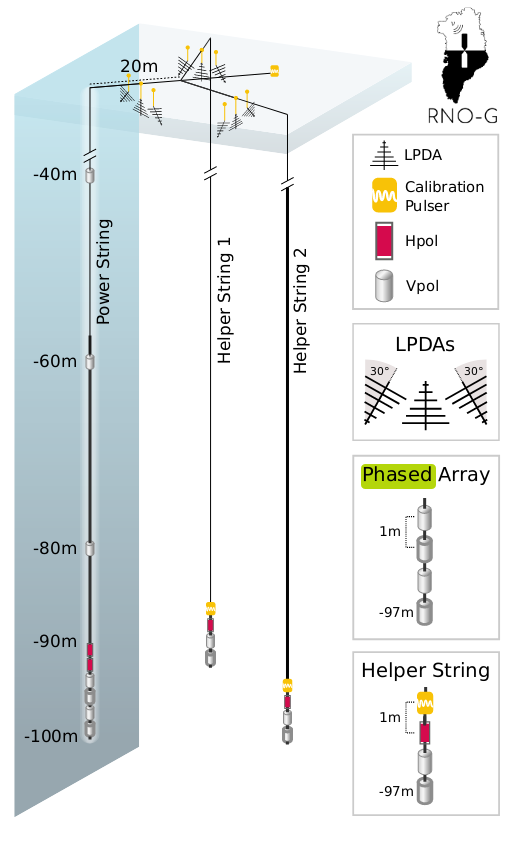 20m
-40m
-60m
-80m
-90m
-100m
Power String
Helper String 1
Helper String 2
RNO-G
LPDA
Calibration
Pulser
Hpol
Vpol
LPDAs
30°
30°
Phased Array
1m
-97m
Helper String
1m
-97m